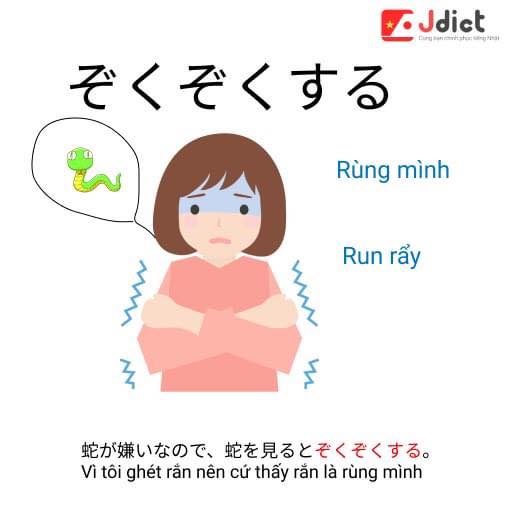 Jdict
Cùng bạn chinh phục tiếng Nhật
ぞくぞくする
Rùng mình
Run rẩy
蛇が嫌いなので、蛇を見るとぞくぞくする。
Vì tôi ghét rắn nên cứ thấy rắn là rùng mình